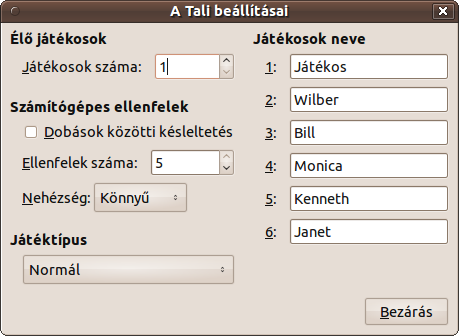 A Tali beállításai
Élő játékosok
Játékosok száma: 1
Számítógépes ellenfelek
Dobások közötti késleltetés
Ellenfelek száma: 5
Nehézség: Könnyű
Játéktípus
Normál
Játékosok neve
1: Játékos
2: Wilber
3: Bill
4: Monica
5: Kenneth
6: Janet
Bezárás